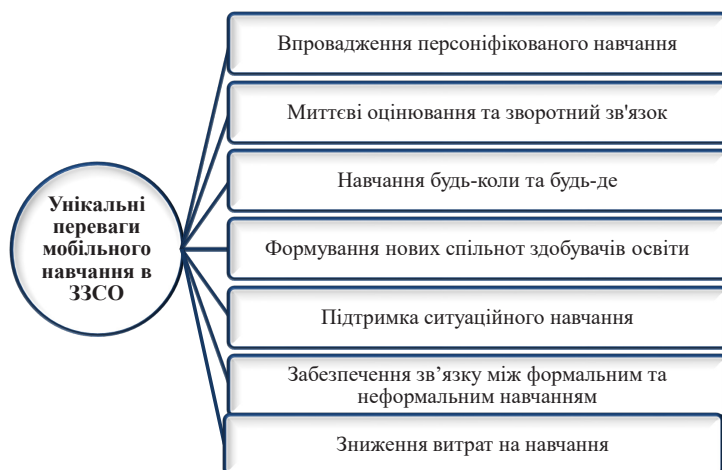 Унікальні
переваги
мобільного
навчання в
ЗЗСО
Впровадження персоніфікованого навчання
Миттєві оцінювання та зворотний зв'язок
Навчання будь-коли та будь-де
Формування нових спільнот здобувачів освіти
Підтримка ситуаційного навчання
Забезпечення зв’язку між формальним та
неформальним навчанням
Зниження витрат на навчання